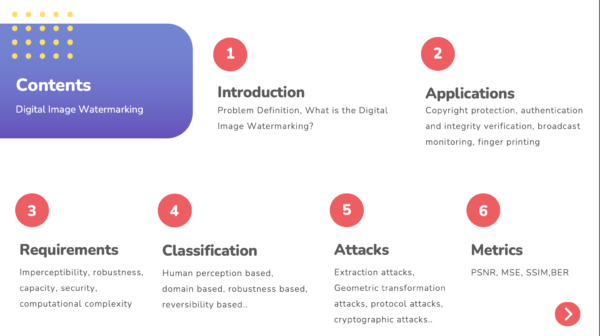 Contents
Digital Image Watermarking
1
Introduction
Problem Definition, What is the Digital
Image Watermarking?
2
Applications
Copyright protection, authentication
and integrity verification, broadcast
monitoring, finger printing
3
Requirements
Imperceptibility, robustness,
capacity, security,
computational complexity
4
Classification
Human perception based,
domain based, robustness based,
reversibility based..
5
Attacks
Extraction attacks,
Geometric transformation
attacks, protocol attacks,
cryptographic attacks..
6
Metrics
PSNR, MSE, SSIM,BER